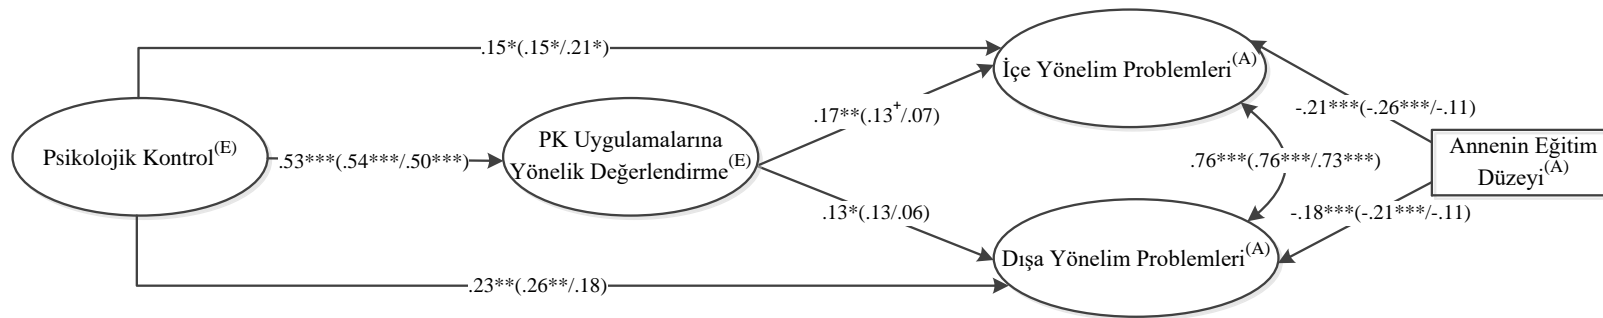 .15*(.15*/.21*)
İçe Yönelim Problemleri(A)
-.21***(-.26***/-.11)
.17**(.13+/.07)
Psikolojik Kontrol(E)
.53***(.54***/.50***)
PK Uygulamalarına
Yönelik Değerlendirme(E)
.76***(.76***/.73***)
Annenin Eğitim
Düzeyi(A)
.13*(.13/.06)
-.18***(-.21***/-.11)
Dışa Yönelim Problemleri(A)
.23**(.26**/.18)